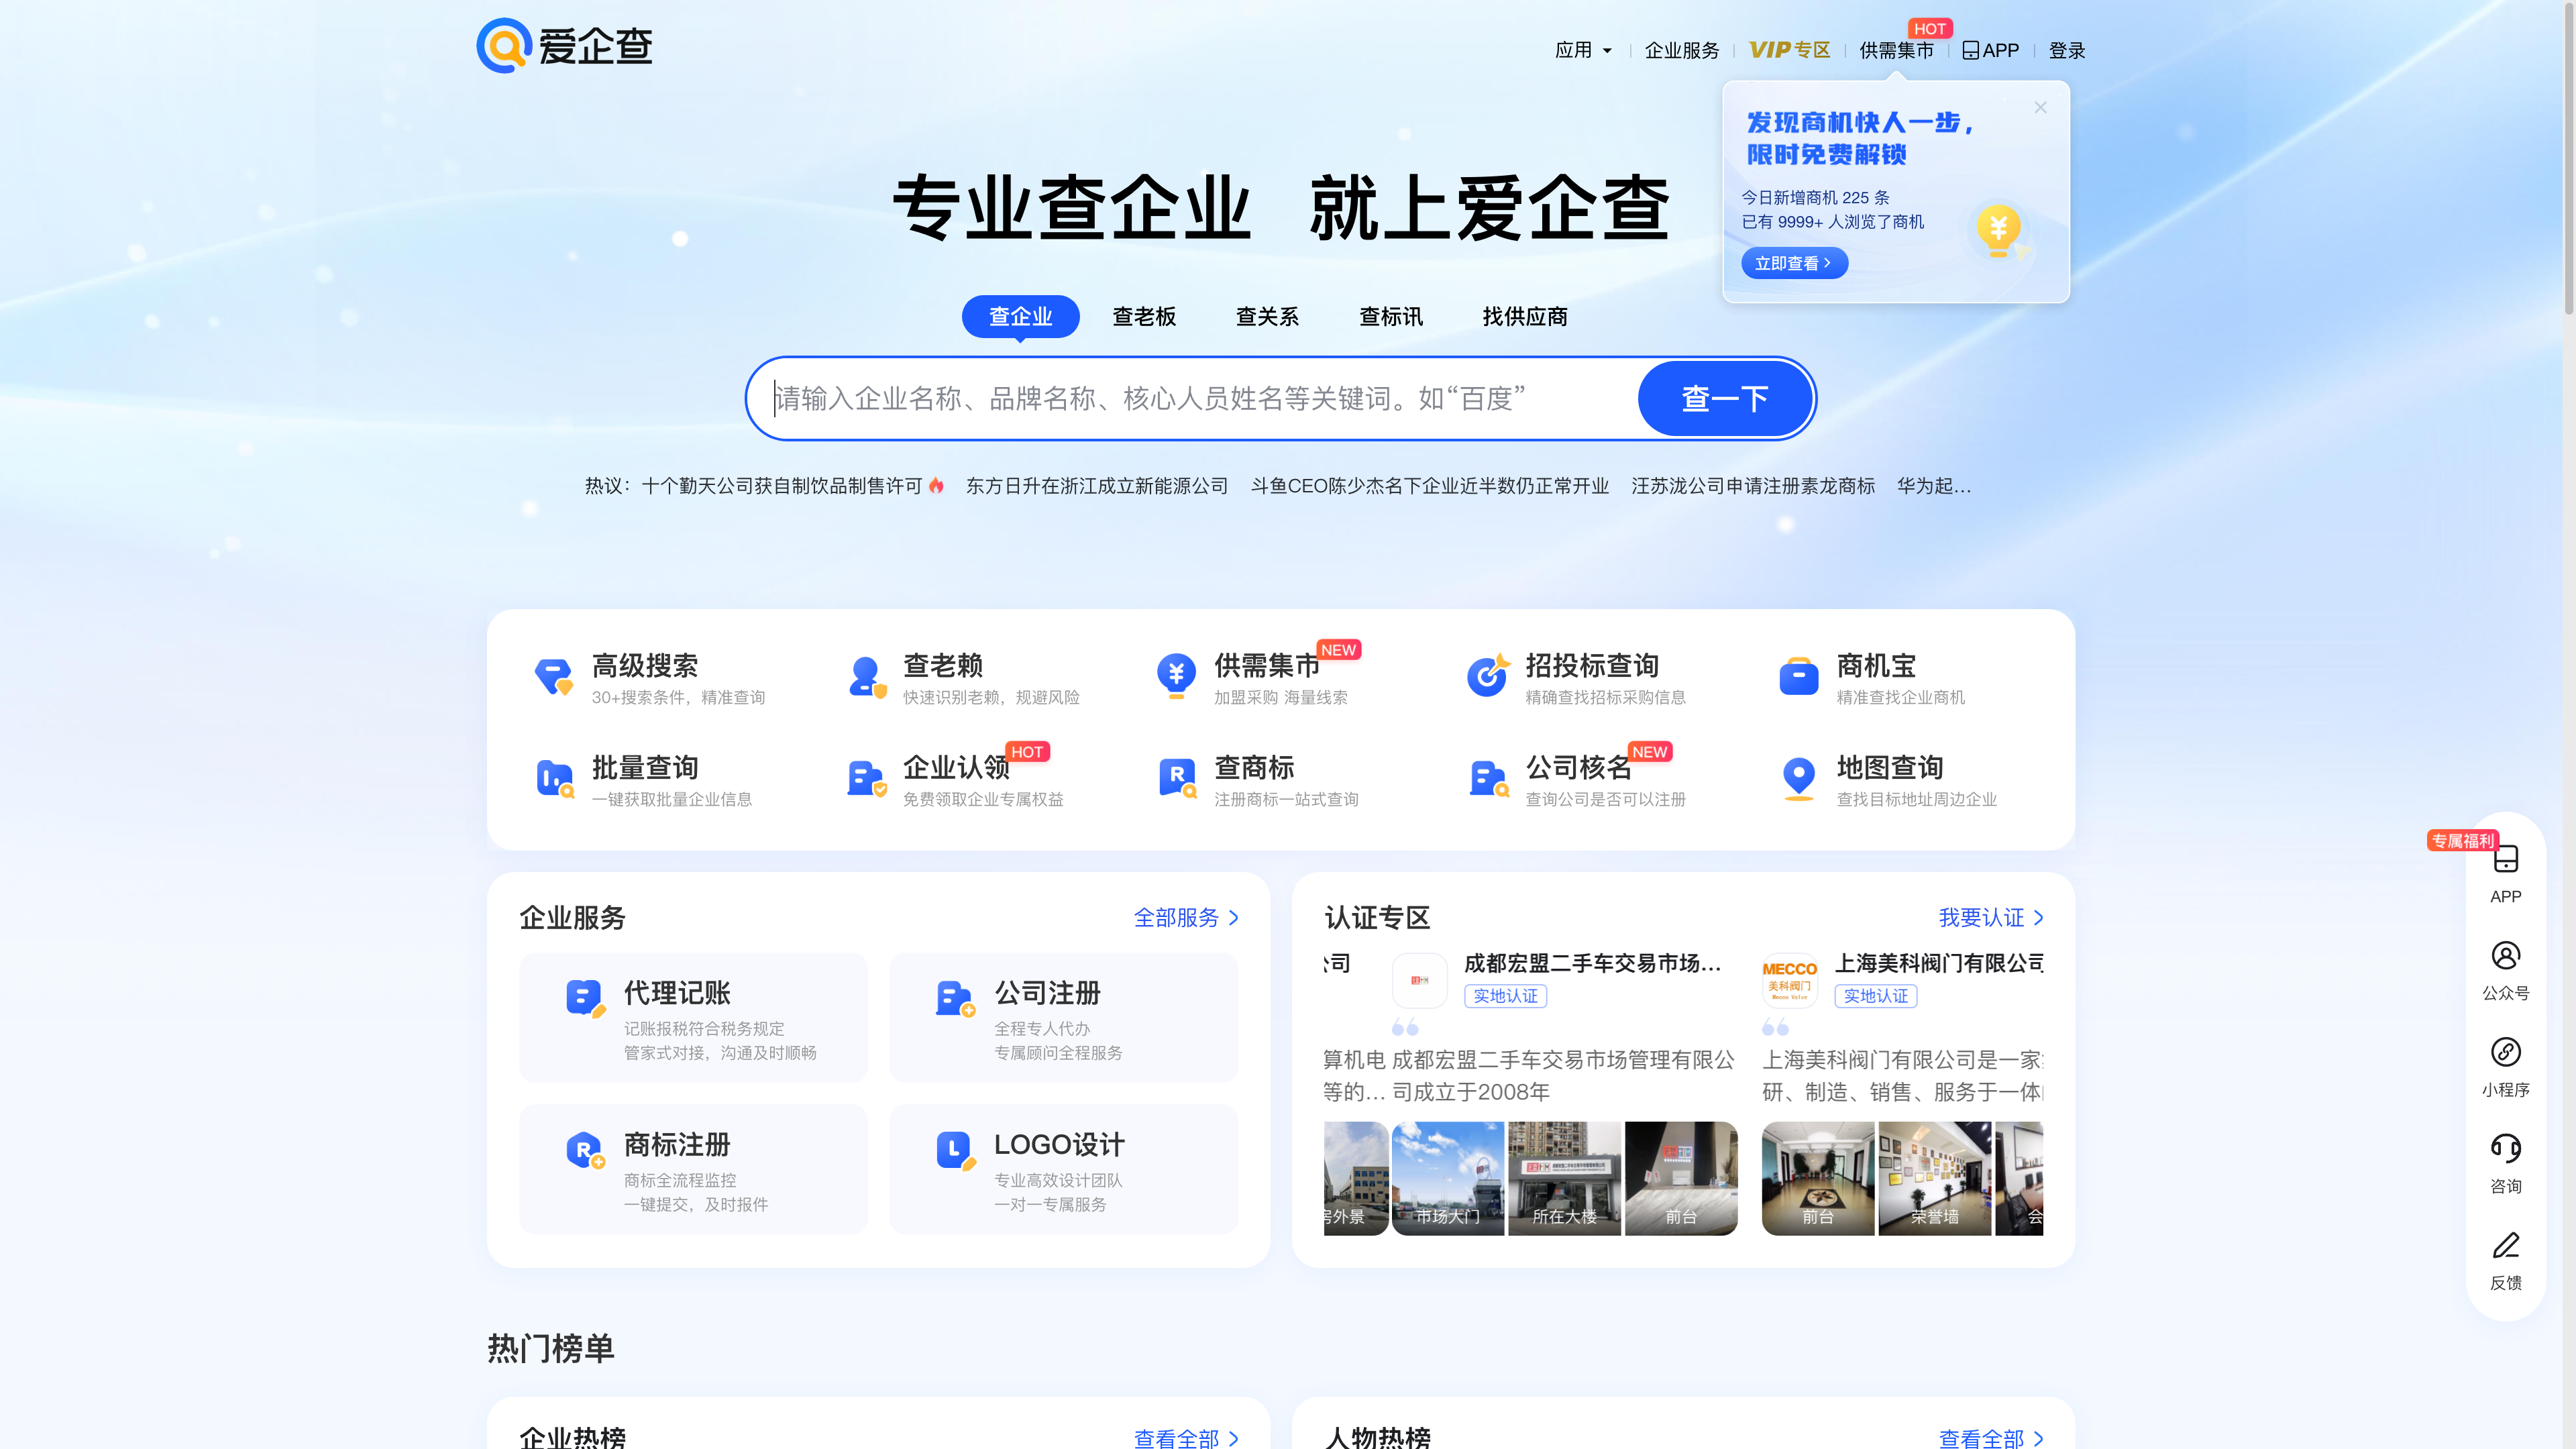 爱企查
应用
企业服务
VIP专区
供需集市
HOT
APP
登录
发现商机快人一步,
限时免费解锁
今日新增商机 225 条
已有 9999+ 人浏览了商机
立即查看
专业查企业 就上爱企查
查企业
查老板
查关系
查标讯
找供应商
请输入企业名称、品牌名称、核心人员姓名等关键词。如“百度”
查一下
热议：
十个勤天公司获自制饮品制售许可
东方日升在浙江成立新能源公司
斗鱼CEO陈少杰名下企业近半数仍正常开业
汪苏泷公司申请注册素龙商标
华为起...
高级搜索
30+搜索条件，精准查询
查老赖
快速识别老赖，规避风险
供需集市
NEW
加盟采购 海量线索
招投标查询
精确查找招标采购信息
商机宝
精准查找企业商机
批量查询
一键获取批量企业信息
企业认领
HOT
免费领取企业专属权益
查商标
注册商标一站式查询
公司核名
NEW
查询公司是否可以注册
地图查询
查找目标地址周边企业
专属福利
APP
公众号
小程序
咨询
反馈
企业服务
全部服务
代理记账
记账报税符合税务规定
管家式对接，沟通及时顺畅
公司注册
全程专人代办
专属顾问全程服务
商标注册
商标全流程监控
一键提交，及时报件
LOGO设计
专业高效设计团队
一对一专属服务
认证专区
我要认证
司
算机电
等的...
外景
成都宏盟二手车交易市场...
实地认证
成都宏盟二手车交易市场管理有限公
司成立于2008年
市场大门
所在大楼
前台
MECCO
美科阀门
Mecco Valve
上海美科阀门有限公司
实地认证
上海美科阀门有限公司是一家
研、制造、销售、服务于一体
前台
荣誉墙
会
热门榜单
企业热榜
查看全部
人物热榜
查看全部